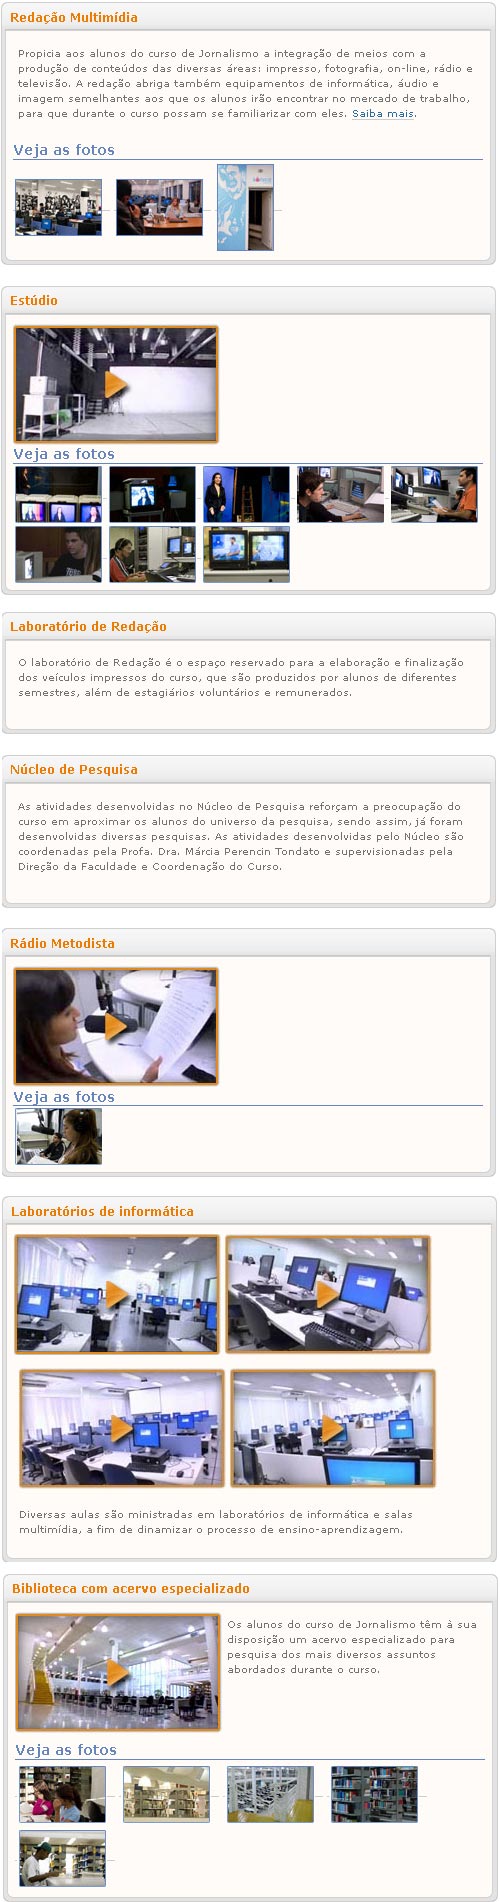 Redação Multimídia
Propicia aos alunos do curso de Jornalismo a integração de meios com a
produção de conteúdos das diversas áreas: impresso, fotografia, on-line, rádio e
televisão. A redação abriga também equipamentos de informática, áudio e
imagem semelhantes aos que os alunos irão encontrar no mercado de trabalho,
para que durante o curso possam se familiarizar com eles. Saiba mais.
Veja as fotos
Estúdio
Veja as fotos
Laboratório de Redação
O laboratório de Redação é o espaço reservado para a elaboração e finalização
dos veículos impressos do curso, que são produzidos por alunos de diferentes
semestres, além de estagiários voluntários e remunerados.
Núcleo de Pesquisa
As atividades desenvolvidas no Núcleo de Pesquisa reforçam a preocupação do
curso em aproximar os alunos do universo da pesquisa, sendo assim, já foram
desenvolvidas diversas pesquisas. As atividades desenvolvidas pelo Núcleo são
coordenadas pela Profa. Dra. Márcia Perencin Tondato e supervisionadas pela
Direção da Faculdade e Coordenação do Curso.
Rádio Metodista
Veja as fotos
Laboratórios de informática
Diversas aulas são ministradas em laboratórios de informática e salas
multimídia, a fim de dinamizar o processo de ensino-aprendizagem.
Biblioteca com acervo especializado
Os alunos do curso de Jornalismo têm à sua
disposição um acervo especializado para
pesquisa dos mais diversos assuntos
abordados durante o curso.
Veja as fotos